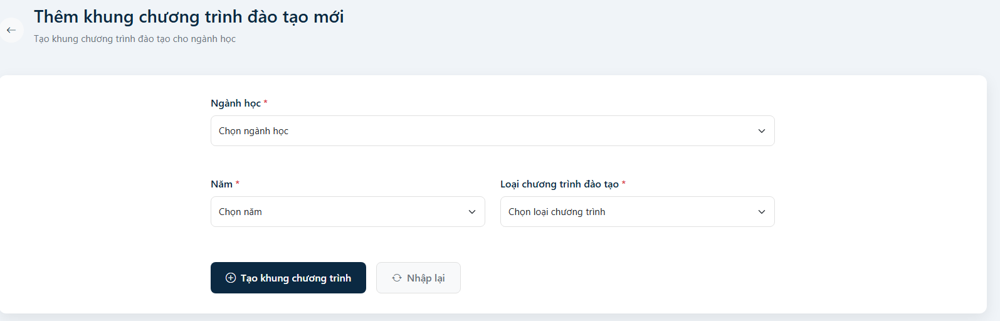 Thêm khung chương trình đào tạo mới
Tạo khung chương trình đào tạo cho ngành học
Ngành học *
Chọn ngành học
Năm * Loại chương trình đào tạo *
Chọn năm Chọn loại chương trình
Tạo khung chương trình Nhập lại